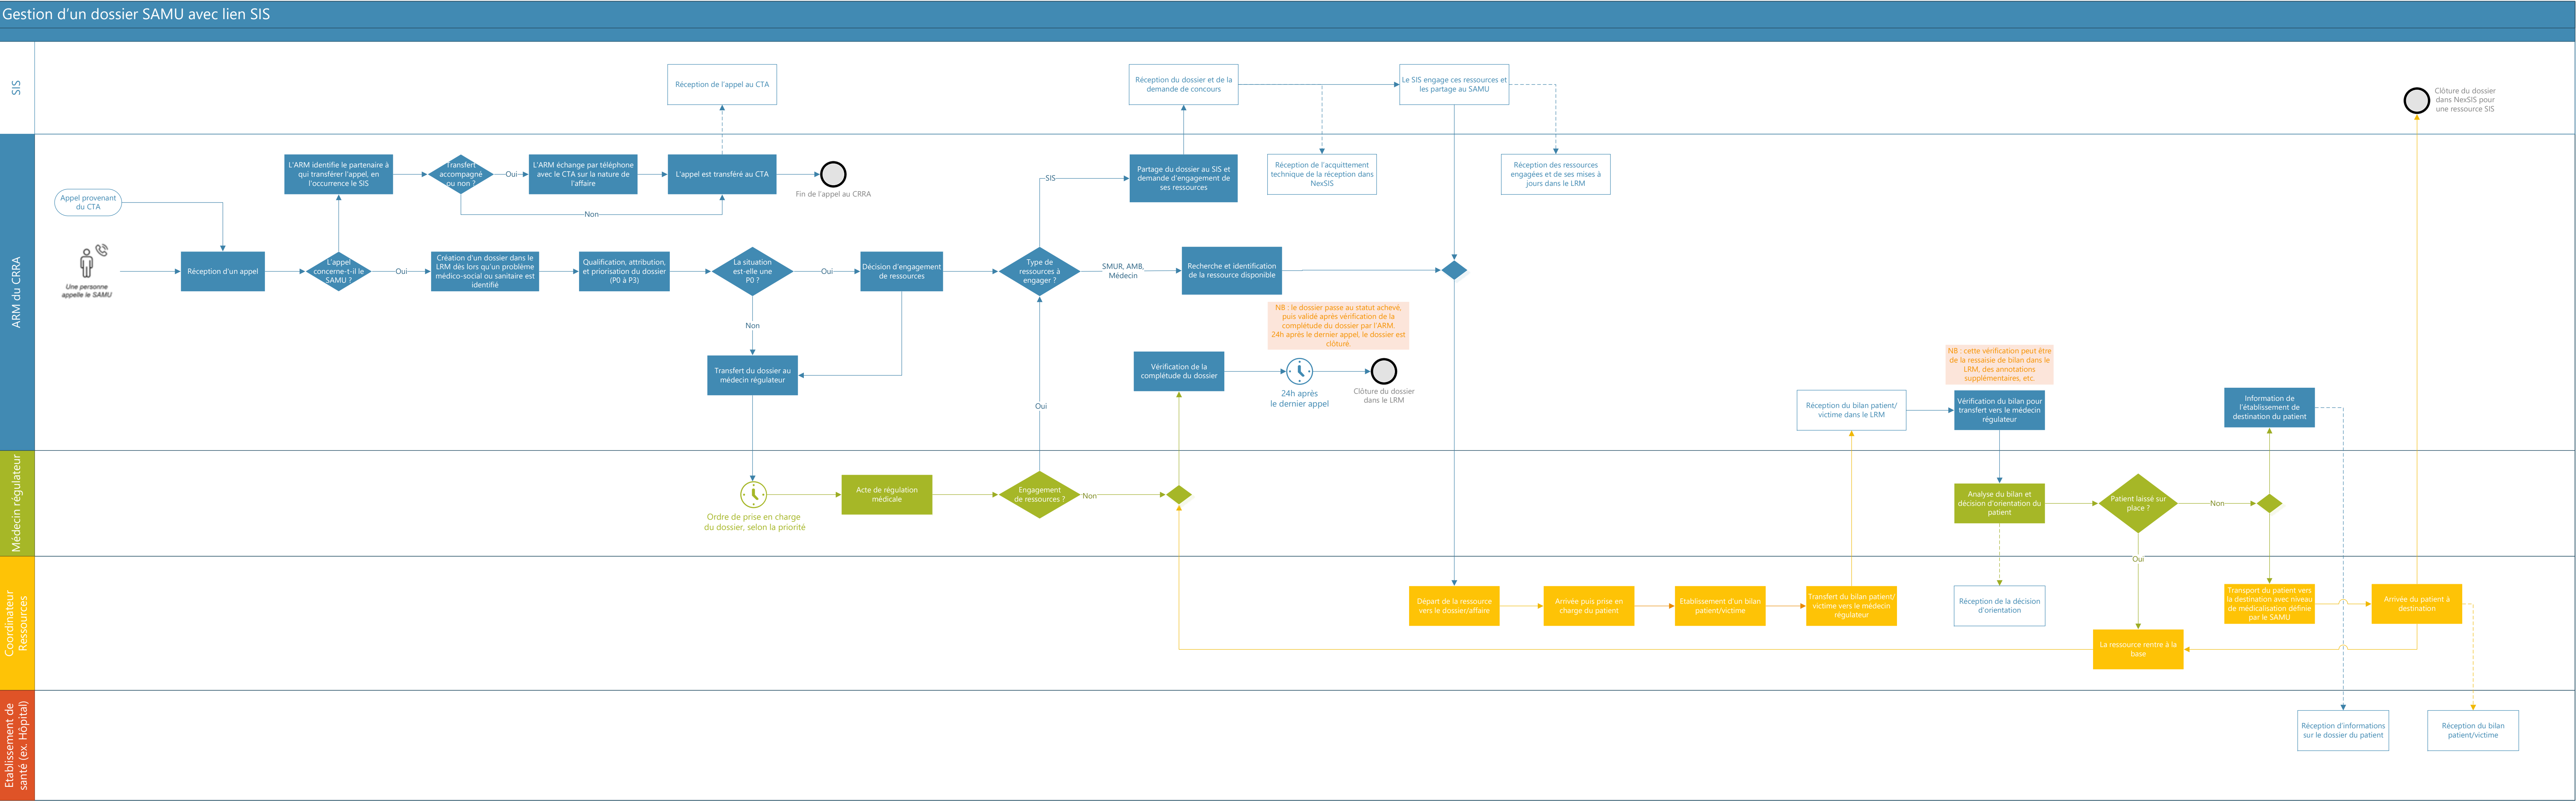 Gestion d'un dossier SAMU avec lien SIS
SIS
Réception de l'appel au CTA
Réception du dossier et de la
demande de concours
Le SIS engage ces ressources et
les partage au SAMU
Clôture du dossier
dans NexSIS pour
une ressource SIS
ARM du CRRA
Appel provenant
du CTA
Une personne
appelle le SAMU
Réception d'un appel
L'ARM identifie le partenaire à
qui transférer l'appel, en
l'occurrence le SIS
Transfert
accompagné
ou non ?
Oui
Non
L'ARM échange par téléphone
avec le CTA sur la nature de
l'affaire
L'appel est transféré au CTA
Fin de l'appel au CRRA
L'appel
concerne-t-il le
SAMU ?
Oui
Création d'un dossier dans le
LRM dès lors qu'un problème
médico-social ou sanitaire est
identifié
Qualification, attribution,
et priorisation du dossier
(P0 à P3)
La situation
est-elle une
P0 ?
Oui
Non
Décision d'engagement
de ressources
Transfert du dossier au
médecin régulateur
Type de
ressources à
engager ?
SIS
SMUR, AMB,
Médecin
Oui
Partage du dossier au SIS et
demande d'engagement de
ses ressources
Réception de l'acquittement
technique de la réception dans
NexSIS
Réception des ressources
engagées et de ses mises à
jours dans le LRM
Recherche et identification
de la ressource disponible
NB : le dossier passe au statut achevé,
puis validé après vérification de la
complétude du dossier par l'ARM.
24h après le dernier appel, le dossier est
clôturé.
Vérification de la
complétude du dossier
24h après
le dernier appel
Clôture du dossier
dans le LRM
Réception du bilan patient/
victime dans le LRM
NB : cette vérification peut être
de la ressaisie de bilan dans le
LRM, des annotations
supplémentaires, etc.
Vérification du bilan pour
transfert vers le médecin
régulateur
Information de
l'établissement de
destination du patient
Médecin régulateur
Ordre de prise en charge
du dossier, selon la priorité
Acte de régulation
médicale
Engagement
de ressources ?
Non
Analyse du bilan et
décision d'orientation du
patient
Patient laissé sur
place ?
Non
Oui
Coordinateur
Ressources
Départ de la ressource
vers le dossier/affaire
Arrivée puis prise en
charge du patient
Etablissement d'un bilan
patient/victime
Transfert du bilan patient/
victime vers le médecin
régulateur
Réception de la décision
d'orientation
La ressource rentre à la
base
Transport du patient vers
la destination avec niveau
de médicalisation définie
par le SAMU
Arrivée du patient à
destination
Etablissement de
santé (ex. Hôpital)
Réception d'informations
sur le dossier du patient
Réception du bilan
patient/victime